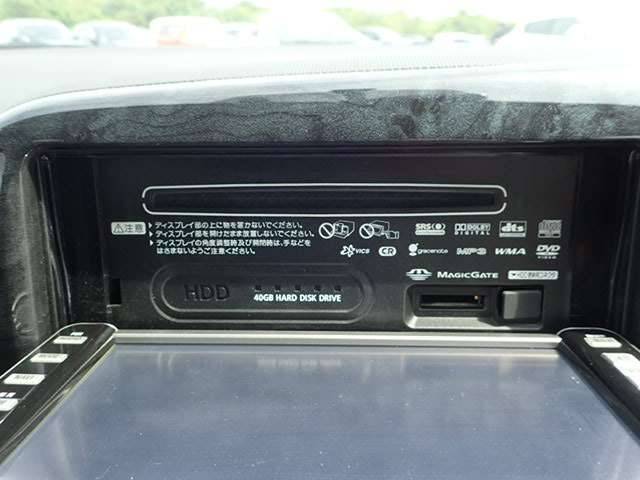 ⚠注意
▶ディスプレイ部の上に物を置かないでください。
▶ディスプレイ部を開けたまま放置しないでください。
▶ディスプレイの角度調整時及び開閉時は、手などを
はさまないようご注意ください。
SRS DOLBY DIGITAL dts
VICS CR gracenote MP3 WMA DVD
MAGICGATE
HDD 40GB HARD DISK DRIVE